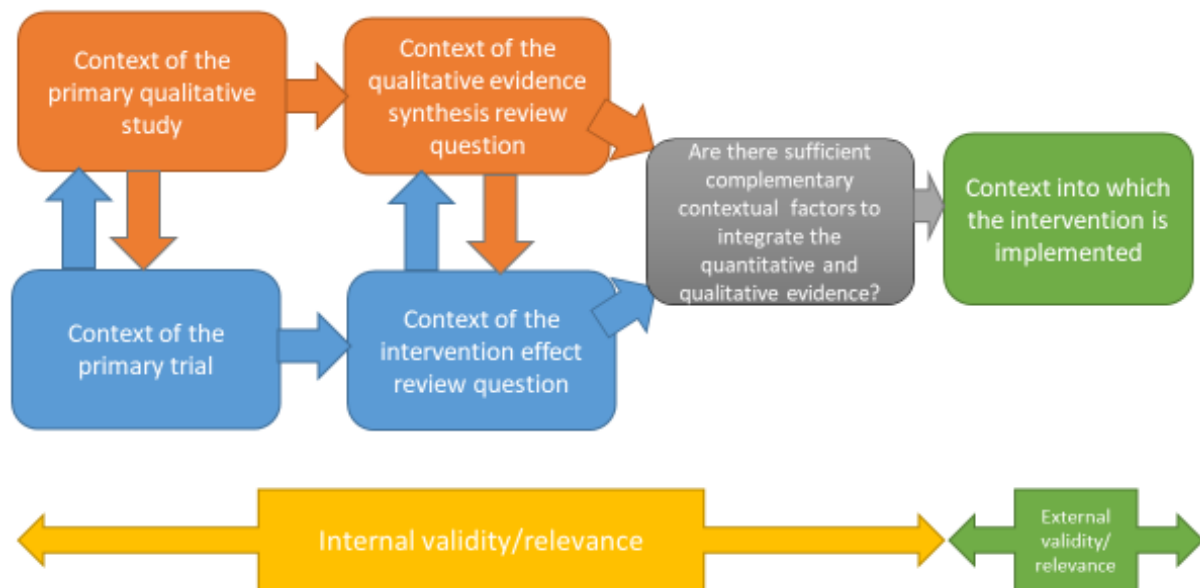 Context of the
primary qualitative
study
Context of the
qualitative evidence
synthesis review
question
Are there sufficient
complementary
contextual factors to
integrate the
quantitative and
qualitative evidence?
Context into which
the intervention is
implemented
Context of the
primary trial
Context of the
intervention effect
review question
Internal validity/relevance
External
validity/
relevance